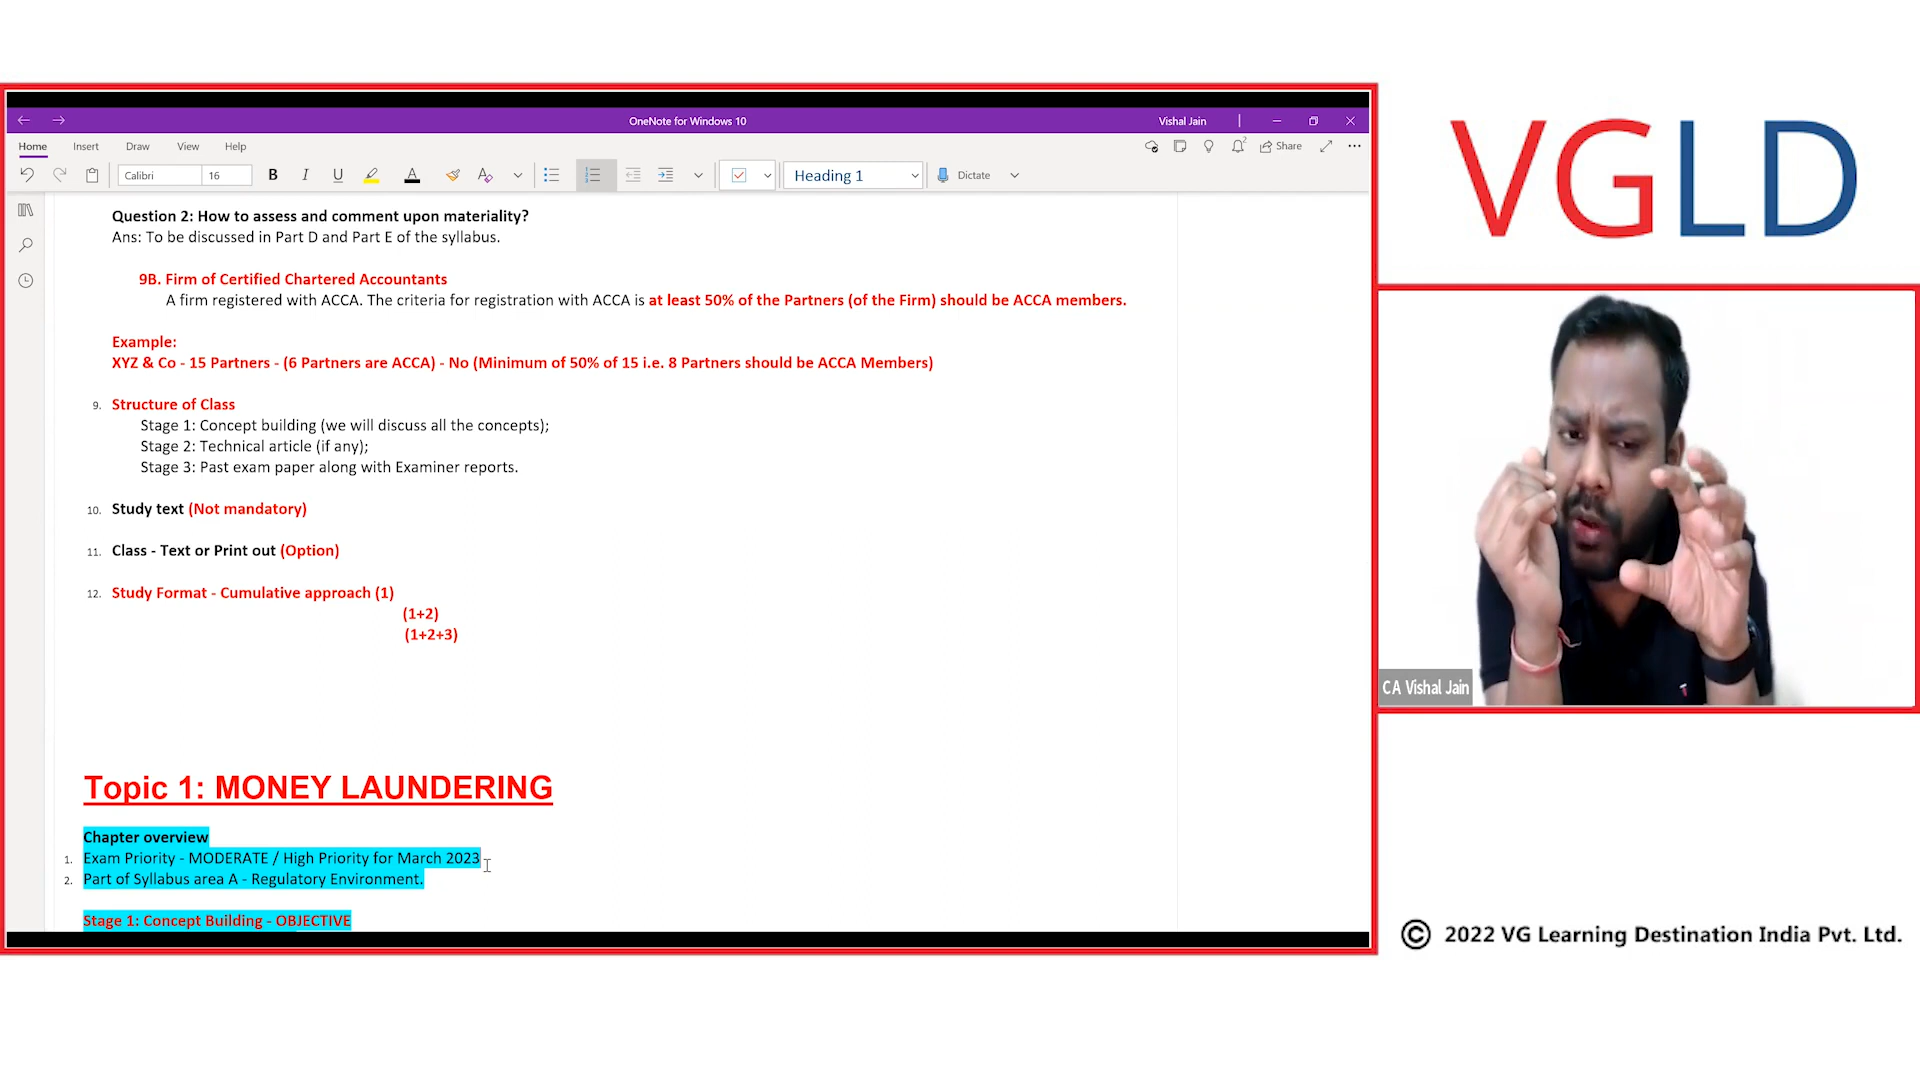 OneNote for Windows 10
Vishal Jain
Home Insert Draw View Help
Share
Calibri 16 B I U A Heading 1 Dictate
Question 2: How to assess and comment upon materiality?
Ans: To be discussed in Part D and Part E of the syllabus.
9B. Firm of Certified Chartered Accountants
A firm registered with ACCA. The criteria for registration with ACCA is at least 50% of the Partners (of the Firm) should be ACCA members.
Example:
XYZ & Co - 15 Partners - (6 Partners are ACCA) - No (Minimum of 50% of 15 i.e. 8 Partners should be ACCA Members)
9. Structure of Class
Stage 1: Concept building (we will discuss all the concepts);
Stage 2: Technical article (if any);
Stage 3: Past exam paper along with Examiner reports.
10. Study text (Not mandatory)
11. Class - Text or Print out (Option)
12. Study Format - Cumulative approach (1)
(1+2)
(1+2+3)
Topic 1: MONEY LAUNDERING
Chapter overview
1. Exam Priority - MODERATE / High Priority for March 2023
2. Part of Syllabus area A - Regulatory Environment.
Stage 1: Concept Building - OBJECTIVE
VGLD
CA Vishal Jain
© 2022 VG Learning Destination India Pvt. Ltd.